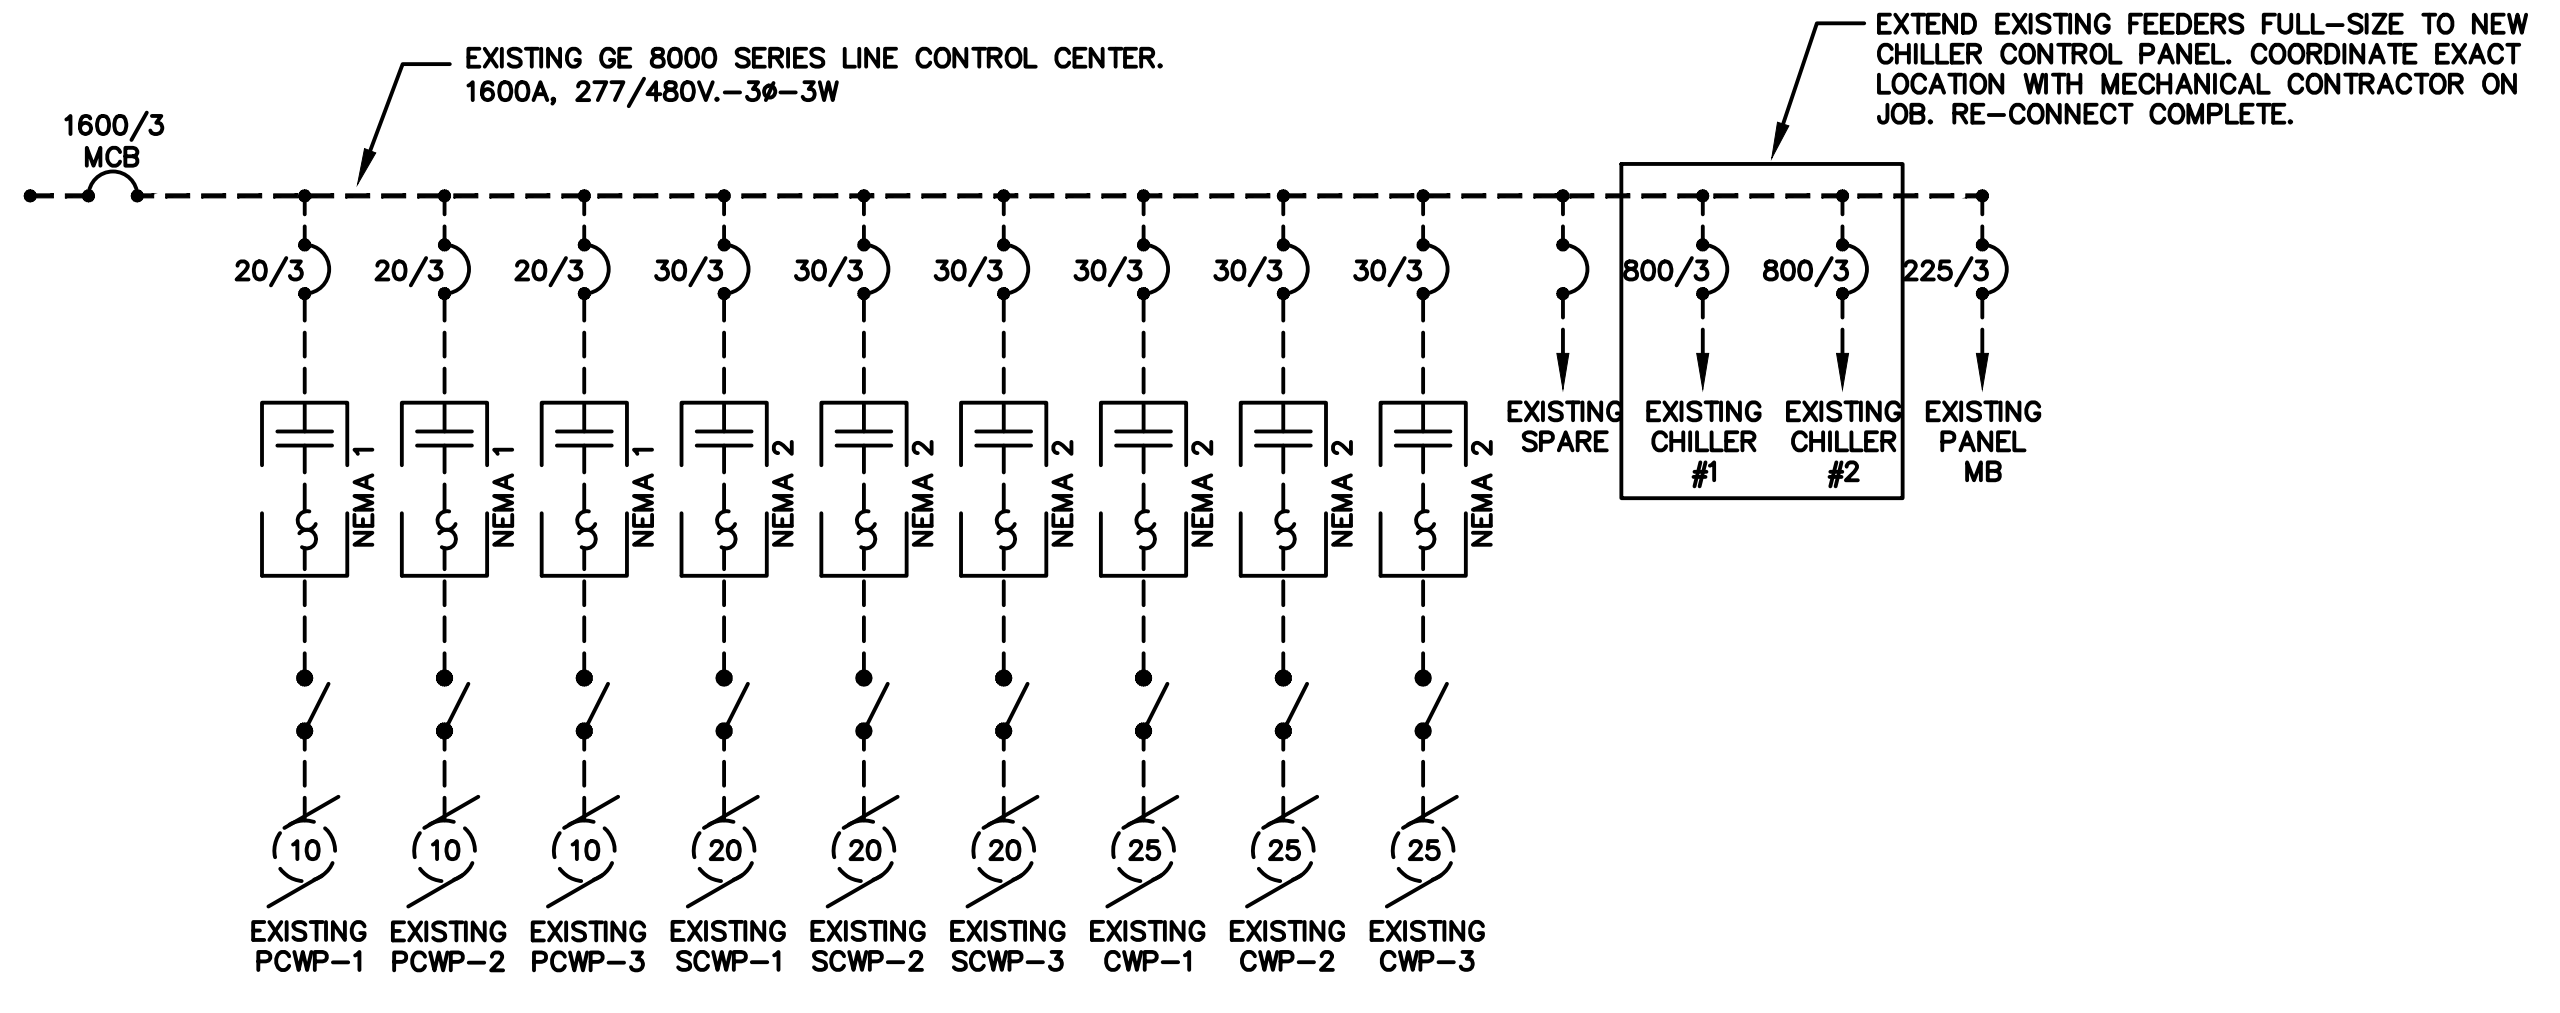 EXISTING GE 8000 SERIES LINE CONTROL CENTER.
1600A, 277/480V.-3ø-3W
EXTEND EXISTING FEEDERS FULL-SIZE TO NEW
CHILLER CONTROL PANEL. COORDINATE EXACT
LOCATION WITH MECHANICAL CONTRACTOR ON
JOB. RE-CONNECT COMPLETE.
1600/3
MCB
20/3
20/3
20/3
30/3
30/3
30/3
30/3
30/3
30/3
800/3
800/3
225/3
EXISTING
SPARE
EXISTING
CHILLER
#1
EXISTING
CHILLER
#2
EXISTING
PANEL
MB
NEMA 1
NEMA 1
NEMA 1
NEMA 2
NEMA 2
NEMA 2
NEMA 2
NEMA 2
NEMA 2
10
10
10
20
20
20
25
25
25
EXISTING
PCWP-1
EXISTING
PCWP-2
EXISTING
PCWP-3
EXISTING
SCWP-1
EXISTING
SCWP-2
EXISTING
SCWP-3
EXISTING
CWP-1
EXISTING
CWP-2
EXISTING
CWP-3